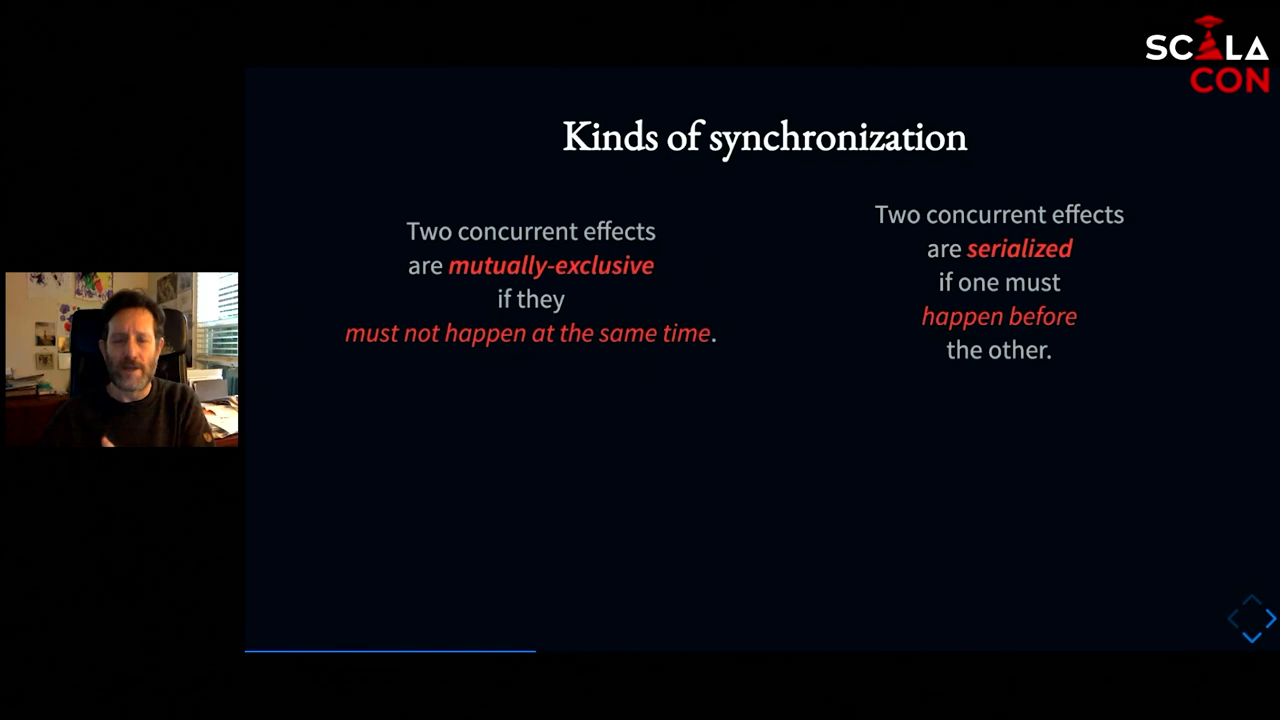 SCALA
CON
Kinds of synchronization
Two concurrent effects
are mutually-exclusive
if they
must not happen at the same time.
Two concurrent effects
are serialized
if one must
happen before
the other.